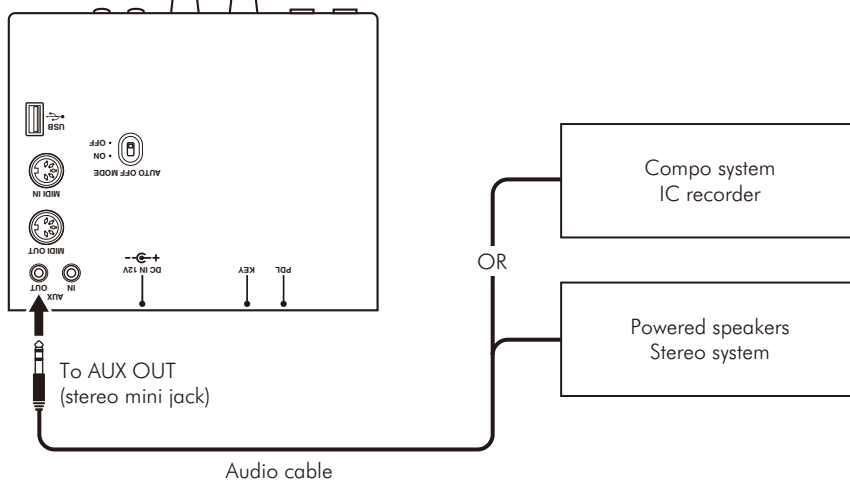 USB
OFF •
ON •
AUTO OFF MODE
MIDI IN
MIDI OUT
OUT
IN
AUX
DC IN 12V
KEY
PDL
Compo system
IC recorder
OR
Powered speakers
Stereo system
To AUX OUT
(stereo mini jack)
Audio cable